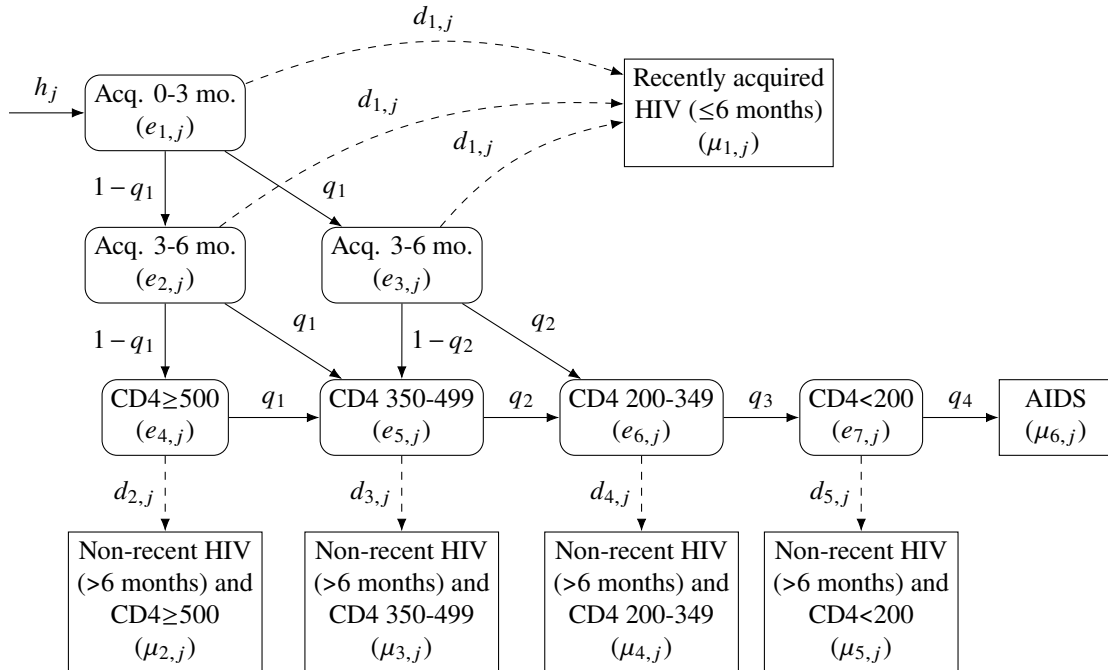 d₁,ⱼ
hⱼ
Acq. 0-3 mo.
(e₁,ⱼ)
d₁,ⱼ
Recently acquired
HIV (≤6 months)
(μ₁,ⱼ)
d₁,ⱼ
1 − q₁
q₁
Acq. 3-6 mo.
(e₂,ⱼ)
Acq. 3-6 mo.
(e₃,ⱼ)
1 − q₁
q₁
1 − q₂
q₂
CD4≥500
(e₄,ⱼ)
q₁
CD4 350-499
(e₅,ⱼ)
q₂
CD4 200-349
(e₆,ⱼ)
q₃
CD4<200
(e₇,ⱼ)
q₄
AIDS
(μ₆,ⱼ)
d₂,ⱼ
d₃,ⱼ
d₄,ⱼ
d₅,ⱼ
Non-recent HIV
(>6 months) and
CD4≥500
(μ₂,ⱼ)
Non-recent HIV
(>6 months) and
CD4 350-499
(μ₃,ⱼ)
Non-recent HIV
(>6 months) and
CD4 200-349
(μ₄,ⱼ)
Non-recent HIV
(>6 months) and
CD4<200
(μ₅,ⱼ)